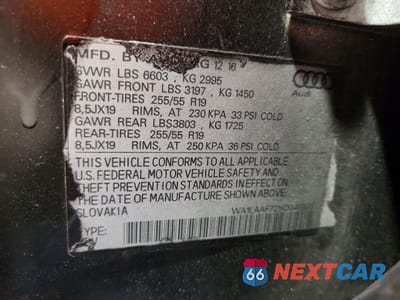 MFD. BY AG 12 16
GVWR LBS 6603 , KG 2995
GAWR FRONT LBS 3197 , KG 1450
FRONT-TIRES 255/55 R19
8,5JX19 RIMS, AT 230 KPA 33 PSI COLD
GAWR REAR LBS3803 , KG 1725
REAR-TIRES 255/55 R19
8,5JX19 RIMS, AT 250 KPA 36 PSI COLD
THIS VEHICLE CONFORMS TO ALL APPLICABLE
U.S. FEDERAL MOTOR VEHICLE SAFETY AND
THEFT PREVENTION STANDARDS IN EFFECT ON
THE DATE OF MANUFACTURE SHOWN ABOVE.
SLOVAKIA
TYPE:
Audi
66 NEXTCAR